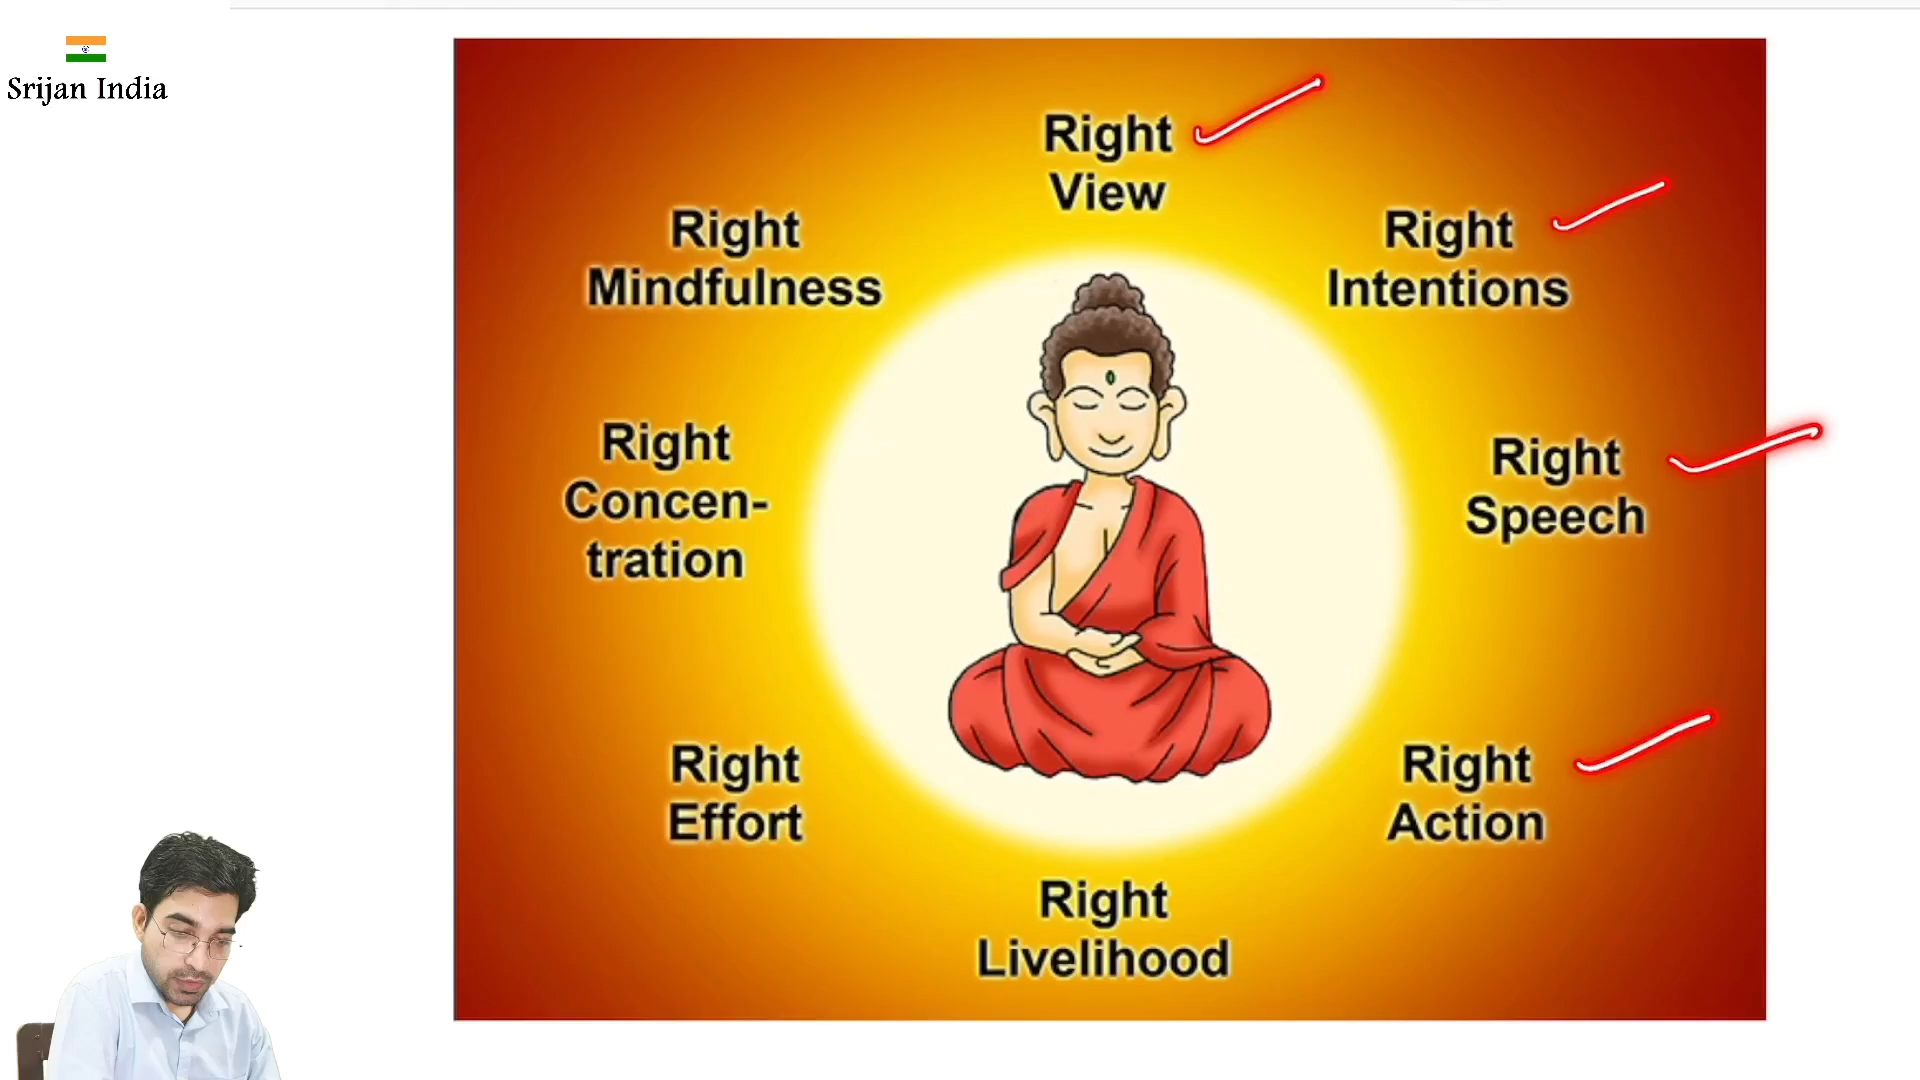 Srijan India
Right
View
Right
Intentions
Right
Speech
Right
Action
Right
Livelihood
Right
Effort
Right
Concen-
tration
Right
Mindfulness